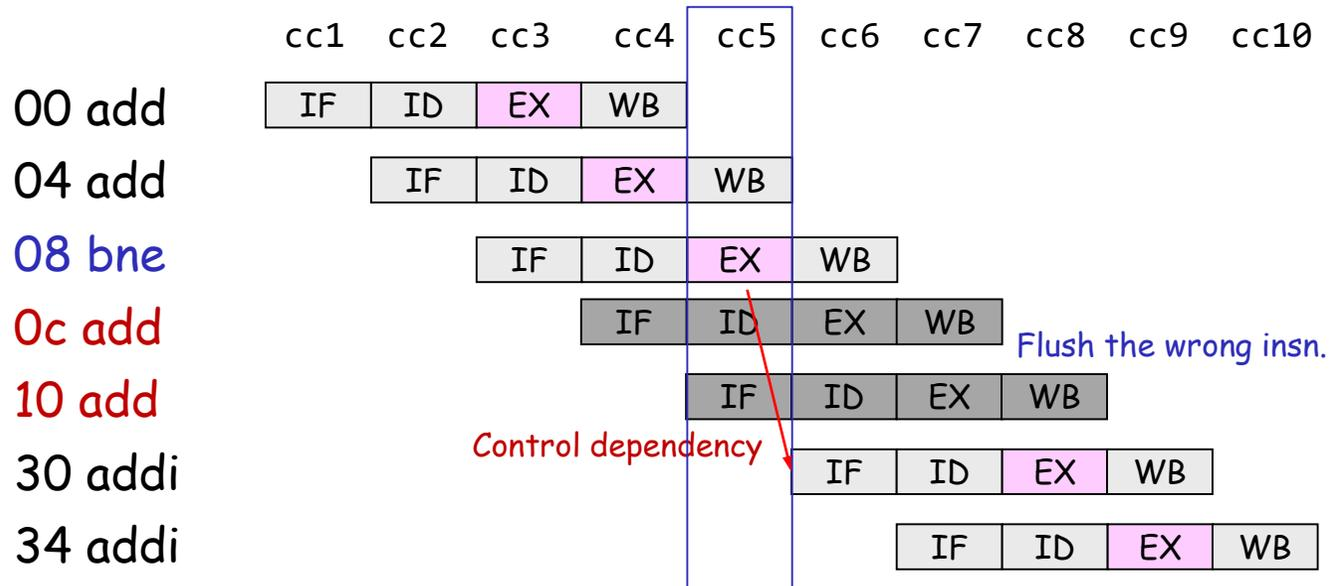 cc1 cc2 cc3 cc4 cc5 cc6 cc7 cc8 cc9 cc10
00 add IF ID EX WB
04 add IF ID EX WB
08 bne IF ID EX WB
0c add IF ID EX WB
Flush the wrong insn.
10 add IF ID EX WB
Control dependency
30 addi IF ID EX WB
34 addi IF ID EX WB